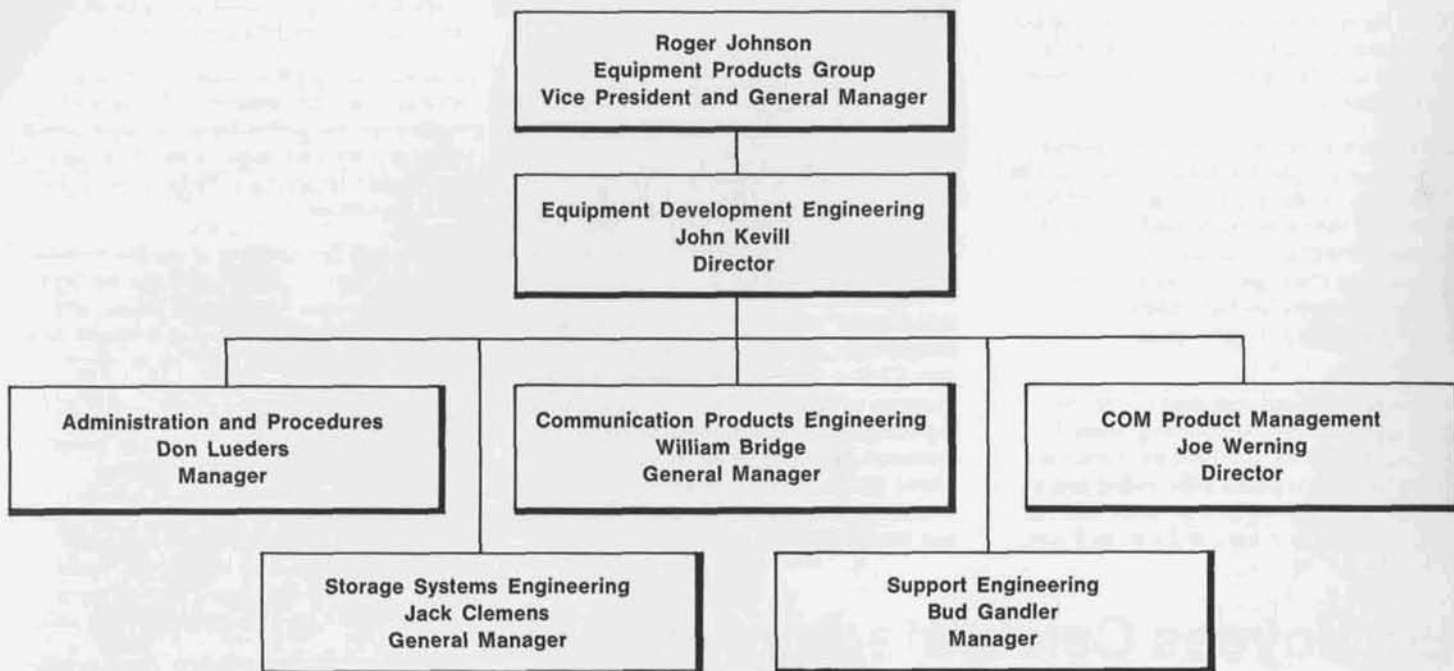 Roger Johnson
Equipment Products Group
Vice President and General Manager
Equipment Development Engineering
John Kevill
Director
Administration and Procedures
Don Lueders
Manager
Communication Products Engineering
William Bridge
General Manager
COM Product Management
Joe Werning
Director
Storage Systems Engineering
Jack Clemens
General Manager
Support Engineering
Bud Gandler
Manager